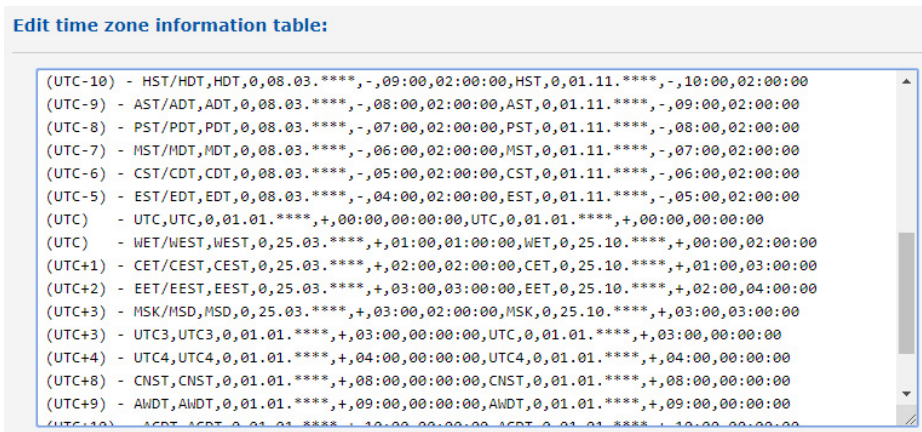 Edit time zone information table:
(UTC-10) - HST/HDT,HDT,0,08.03.****,-,09:00,02:00:00,HST,0,01.11.****,-,10:00,02:00:00
(UTC-9) - AST/ADT,ADT,0,08.03.****,-,08:00,02:00:00,AST,0,01.11.****,-,09:00,02:00:00
(UTC-8) - PST/PDT,PDT,0,08.03.****,-,07:00,02:00:00,PST,0,01.11.****,-,08:00,02:00:00
(UTC-7) - MST/MDT,MDT,0,08.03.****,-,06:00,02:00:00,MST,0,01.11.****,-,07:00,02:00:00
(UTC-6) - CST/CDT,CDT,0,08.03.****,-,05:00,02:00:00,CST,0,01.11.****,-,06:00,02:00:00
(UTC-5) - EST/EDT,EDT,0,08.03.****,-,04:00,02:00:00,EST,0,01.11.****,-,05:00,02:00:00
(UTC) - UTC,UTC,0,01.01.****,+,00:00,00:00:00,UTC,0,01.01.****,+,00:00,00:00:00
(UTC) - WET/WEST,WEST,0,25.03.****,+,01:00,01:00:00,WET,0,25.10.****,+,00:00,02:00:00
(UTC+1) - CET/CEST,CEST,0,25.03.****,+,02:00,02:00:00,CET,0,25.10.****,+,01:00,03:00:00
(UTC+2) - EET/EEST,EEST,0,25.03.****,+,03:00,03:00:00,EET,0,25.10.****,+,02:00,04:00:00
(UTC+3) - MSK/MSD,MSD,0,25.03.****,+,03:00,02:00:00,MSK,0,25.10.****,+,03:00,03:00:00
(UTC+3) - UTC3,UTC3,0,01.01.****,+,03:00,00:00:00,UTC,0,01.01.****,+,03:00,00:00:00
(UTC+4) - UTC4,UTC4,0,01.01.****,+,04:00,00:00:00,UTC4,0,01.01.****,+,04:00,00:00:00
(UTC+8) - CNST,CNST,0,01.01.****,+,08:00,00:00:00,CNST,0,01.01.****,+,08:00,00:00:00
(UTC+9) - AWDT,AWDT,0,01.01.****,+,09:00,00:00:00,AWDT,0,01.01.****,+,09:00,00:00:00